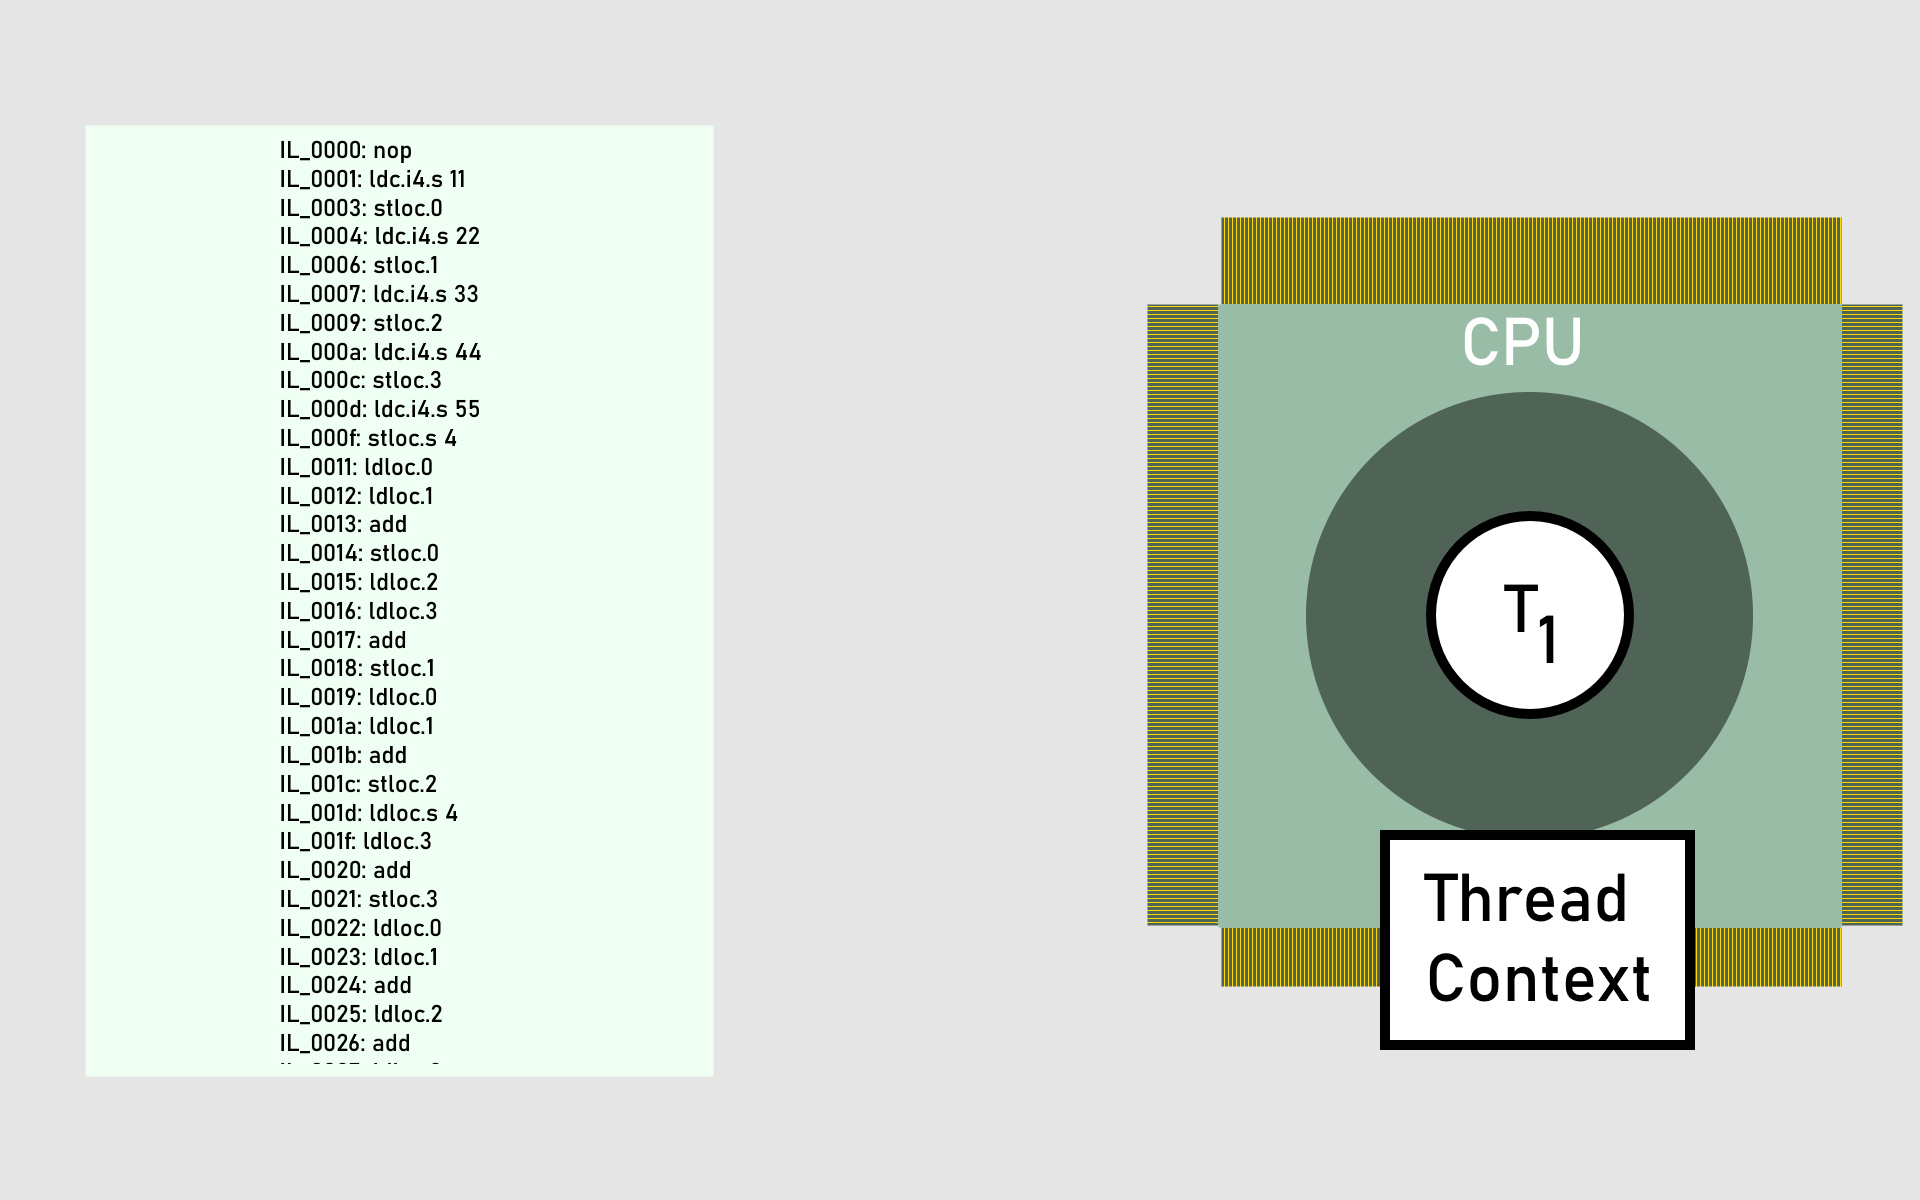 IL_0000: nop
IL_0001: ldc.i4.s 11
IL_0003: stloc.0
IL_0004: ldc.i4.s 22
IL_0006: stloc.1
IL_0007: ldc.i4.s 33
IL_0009: stloc.2
IL_000a: ldc.i4.s 44
IL_000c: stloc.3
IL_000d: ldc.i4.s 55
IL_000f: stloc.s 4
IL_0011: ldloc.0
IL_0012: ldloc.1
IL_0013: add
IL_0014: stloc.0
IL_0015: ldloc.2
IL_0016: ldloc.3
IL_0017: add
IL_0018: stloc.1
IL_0019: ldloc.0
IL_001a: ldloc.1
IL_001b: add
IL_001c: stloc.2
IL_001d: ldloc.s 4
IL_001f: ldloc.3
IL_0020: add
IL_0021: stloc.3
IL_0022: ldloc.0
IL_0023: ldloc.1
IL_0024: add
IL_0025: ldloc.2
IL_0026: add
CPU
T1
Thread
Context